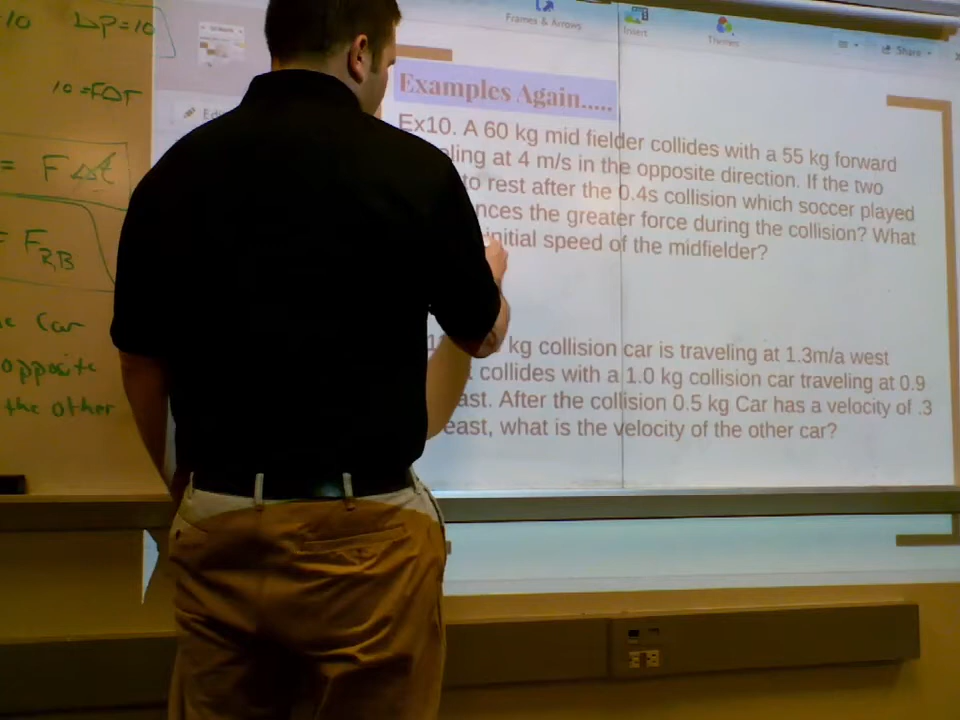 10 ΔP=10
10=FΔT
= FΔt
= F2,B
Car
opposite
the other
Frames & Arrows
Insert
Themes
Share
Examples Again.....
Ex10. A 60 kg mid fielder collides with a 55 kg forward
ling at 4 m/s in the opposite direction. If the two
to rest after the 0.4s collision which soccer played
nces the greater force during the collision? What
initial speed of the midfielder?
kg collision car is traveling at 1.3m/a west
collides with a 1.0 kg collision car traveling at 0.9
ast. After the collision 0.5 kg Car has a velocity of .3
east, what is the velocity of the other car?